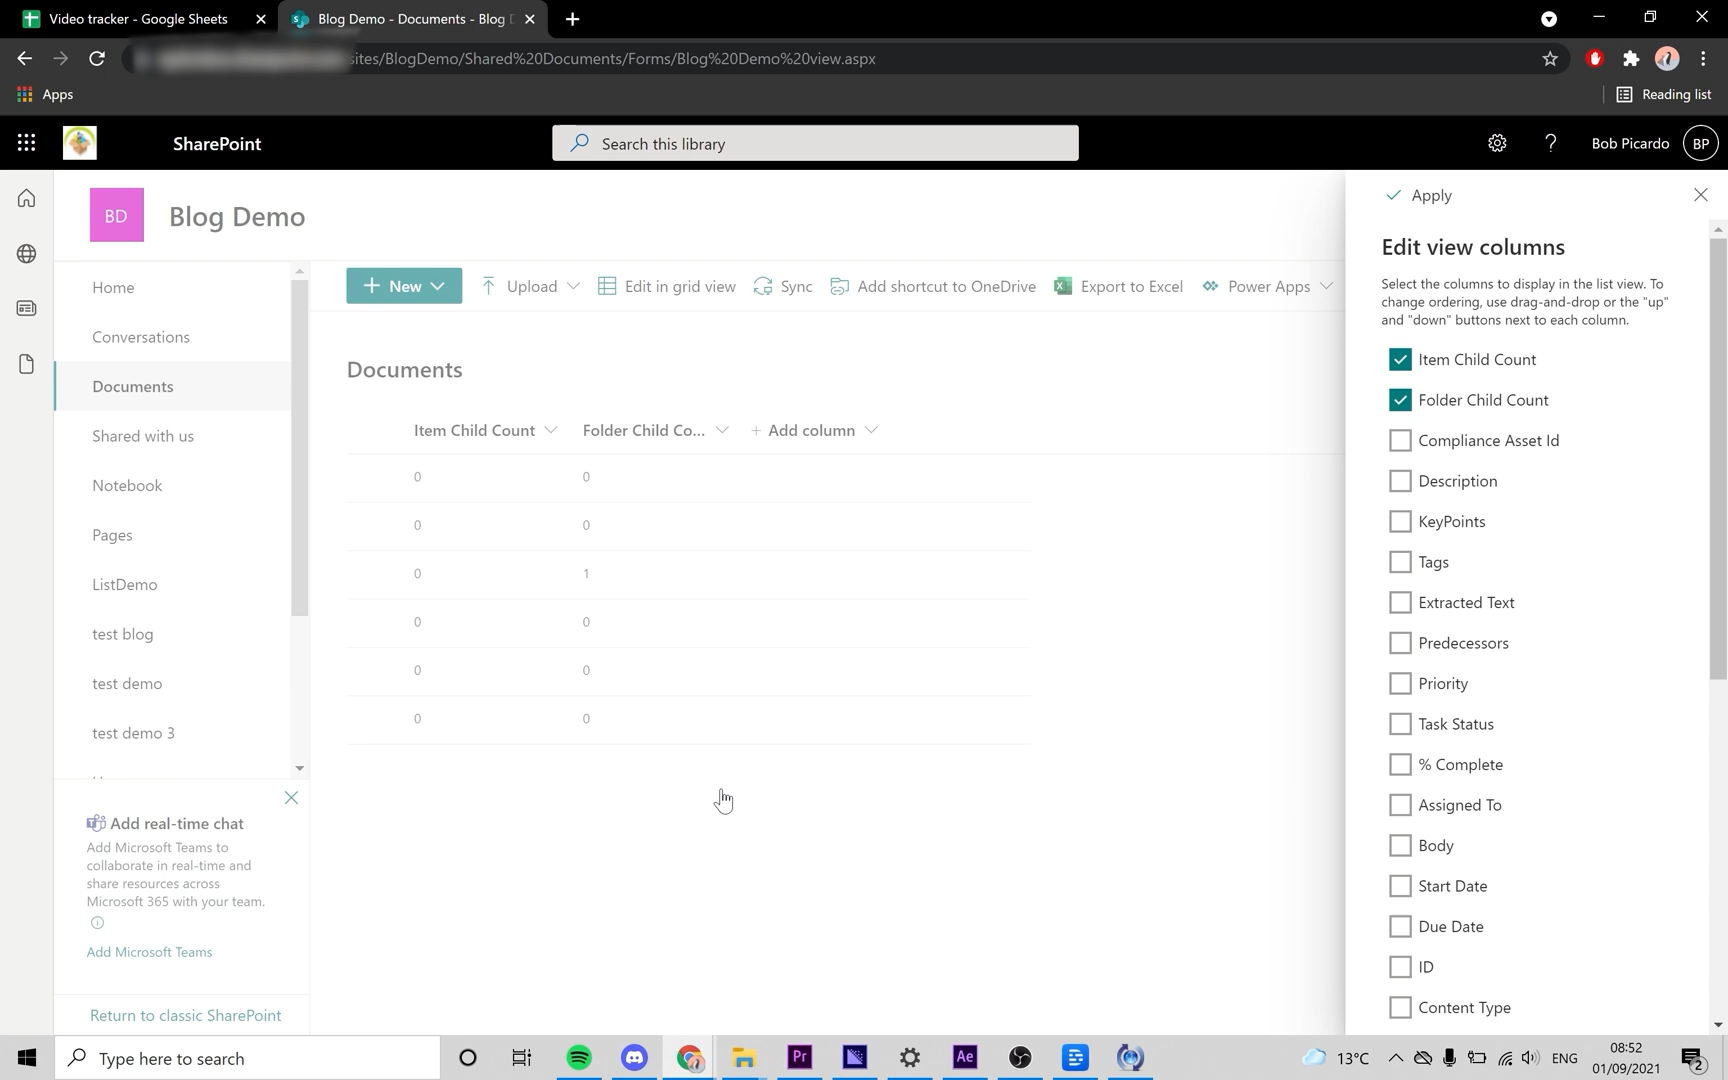 Video tracker - Google Sheets
Blog Demo - Documents - Blog D
sites/BlogDemo/Shared%20Documents/Forms/Blog%20Demo%20view.aspx
Apps
Reading list
SharePoint
Search this library
Bob Picardo
BP
BD
Blog Demo
Home
Conversations
Documents
Shared with us
Notebook
Pages
ListDemo
test blog
test demo
test demo 3
Add real-time chat
Add Microsoft Teams to
collaborate in real-time and
share resources across
Microsoft 365 with your team.
Add Microsoft Teams
Return to classic SharePoint
New
Upload
Edit in grid view
Sync
Add shortcut to OneDrive
Export to Excel
Power Apps
Documents
Item Child Count Folder Child Co... + Add column
0 0
0 0
0 1
0 0
0 0
0 0
Apply
Edit view columns
Select the columns to display in the list view. To
change ordering, use drag-and-drop or the "up"
and "down" buttons next to each column.
Item Child Count
Folder Child Count
Compliance Asset Id
Description
KeyPoints
Tags
Extracted Text
Predecessors
Priority
Task Status
% Complete
Assigned To
Body
Start Date
Due Date
ID
Content Type
Type here to search
Pr
Ae
13°C
ENG
08:52
01/09/2021
2